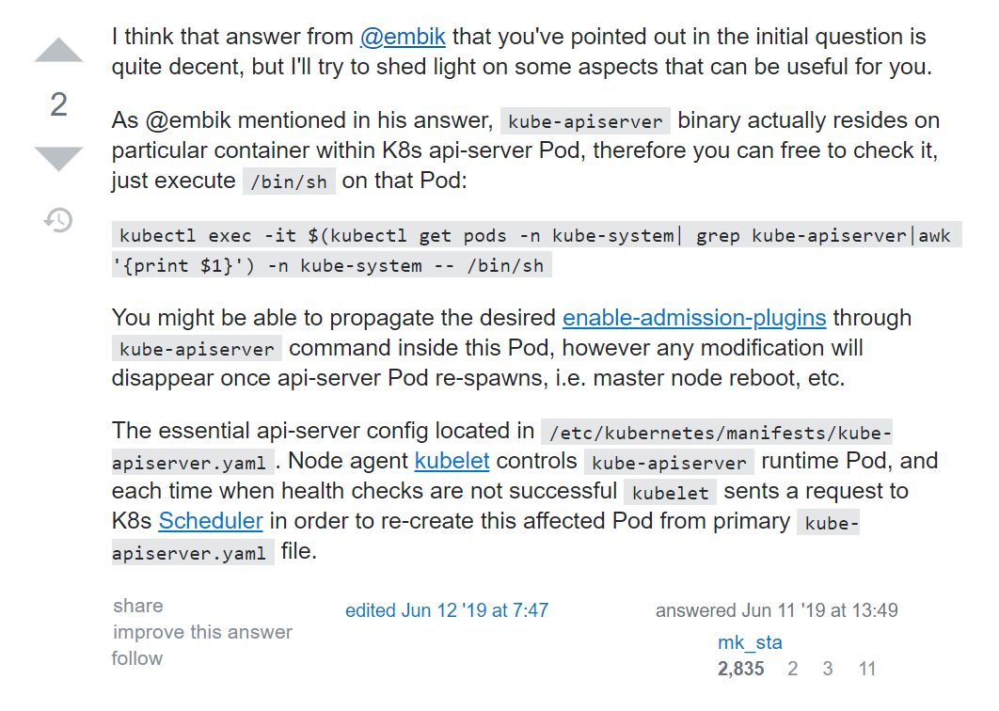 I think that answer from @embik that you've pointed out in the initial question is
quite decent, but I'll try to shed light on some aspects that can be useful for you.
2
As @embik mentioned in his answer, kube-apiserver binary actually resides on
particular container within K8s api-server Pod, therefore you can free to check it,
just execute /bin/sh on that Pod:
kubectl exec -it $(kubectl get pods -n kube-system| grep kube-apiserver|awk
'{print $1}') -n kube-system -- /bin/sh
You might be able to propagate the desired enable-admission-plugins through
kube-apiserver command inside this Pod, however any modification will
disappear once api-server Pod re-spawns, i.e. master node reboot, etc.
The essential api-server config located in /etc/kubernetes/manifests/kube-
apiserver.yaml . Node agent kubelet controls kube-apiserver runtime Pod, and
each time when health checks are not successful kubelet sents a request to
K8s Scheduler in order to re-create this affected Pod from primary kube-
apiserver.yaml file.
share
improve this answer
follow
edited Jun 12 '19 at 7:47
answered Jun 11 '19 at 13:49
mk_sta
2,835 2 3 11